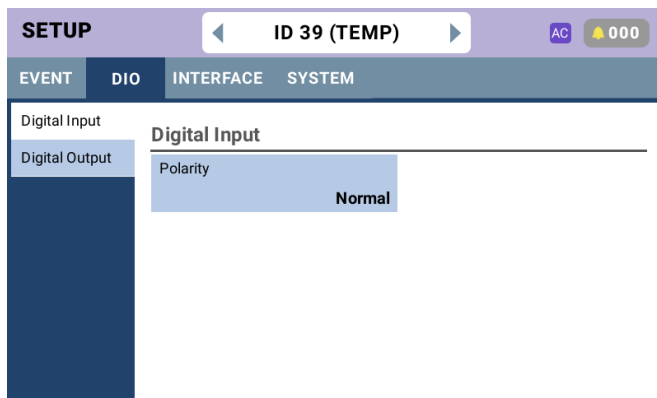 SETUP
ID 39 (TEMP)
AC
000
EVENT DIO INTERFACE SYSTEM
Digital Input
Digital Output
Digital Input
Polarity
Normal